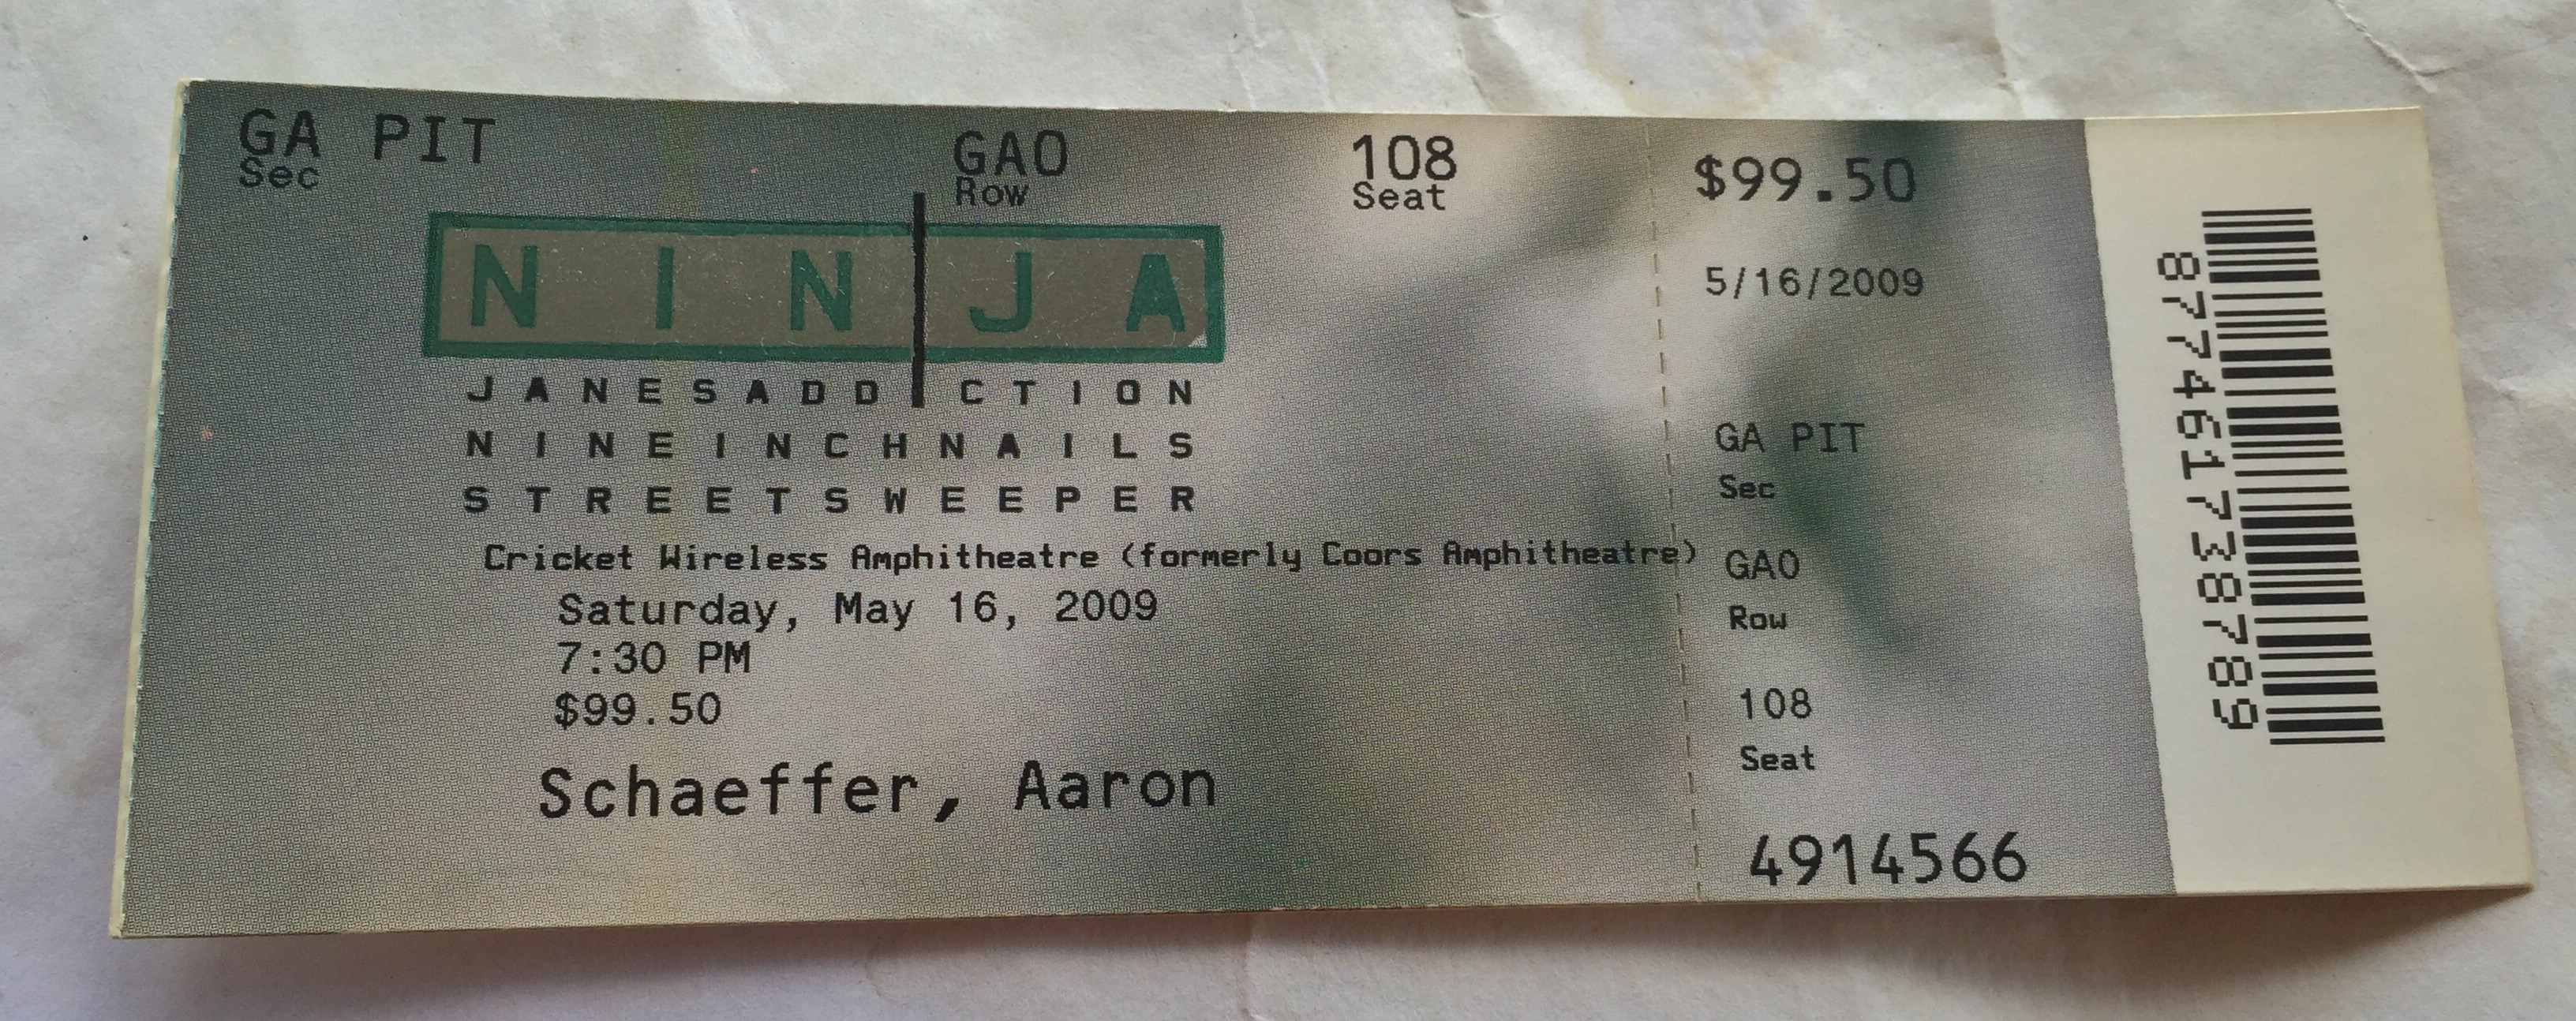 GA PIT
Sec
GAO
Row
108
Seat
NINJA
JANESADDICTION
NINEINCHNAILS
STREETSWEEPER
Cricket Wireless Amphitheatre (formerly Coors Amphitheatre)
Saturday, May 16, 2009
7:30 PM
$99.50
Schaeffer, Aaron
$99.50
5/16/2009
GA PIT
Sec
GAO
Row
108
Seat
4914566
877461738789